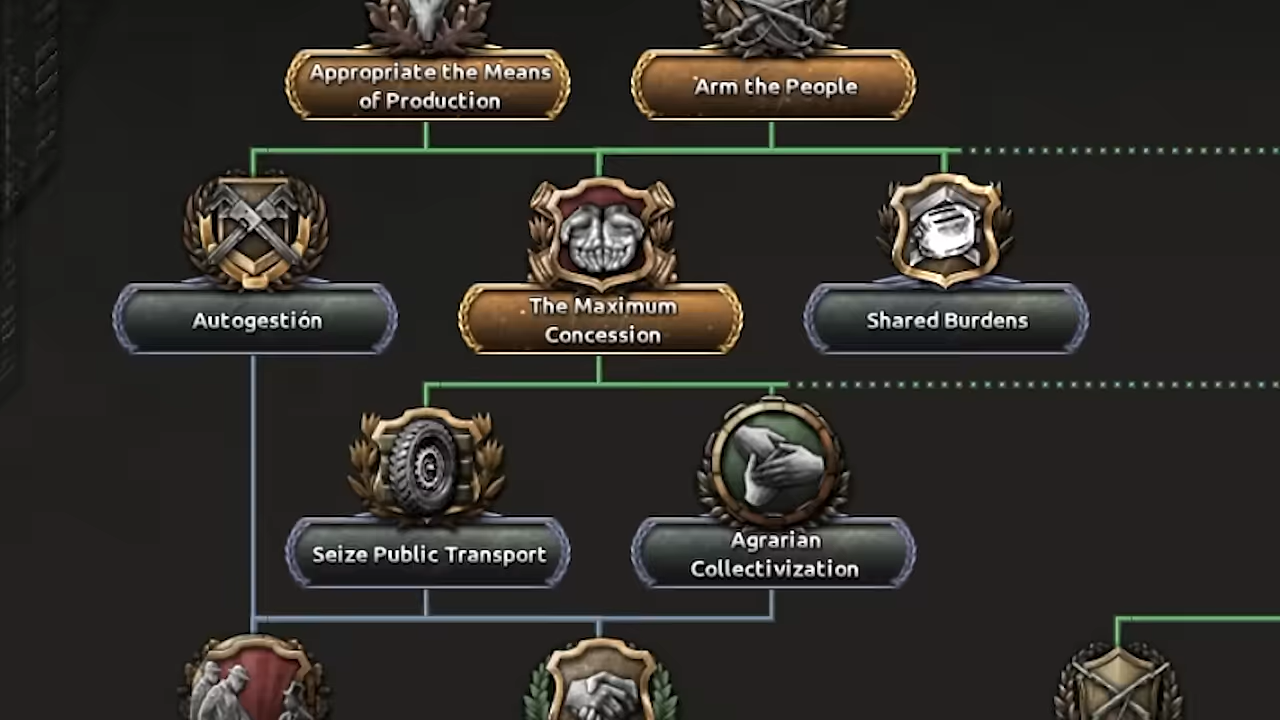 Appropriate the Means
of Production
Arm the People
Autogestión
The Maximum
Concession
Shared Burdens
Seize Public Transport
Agrarian
Collectivization